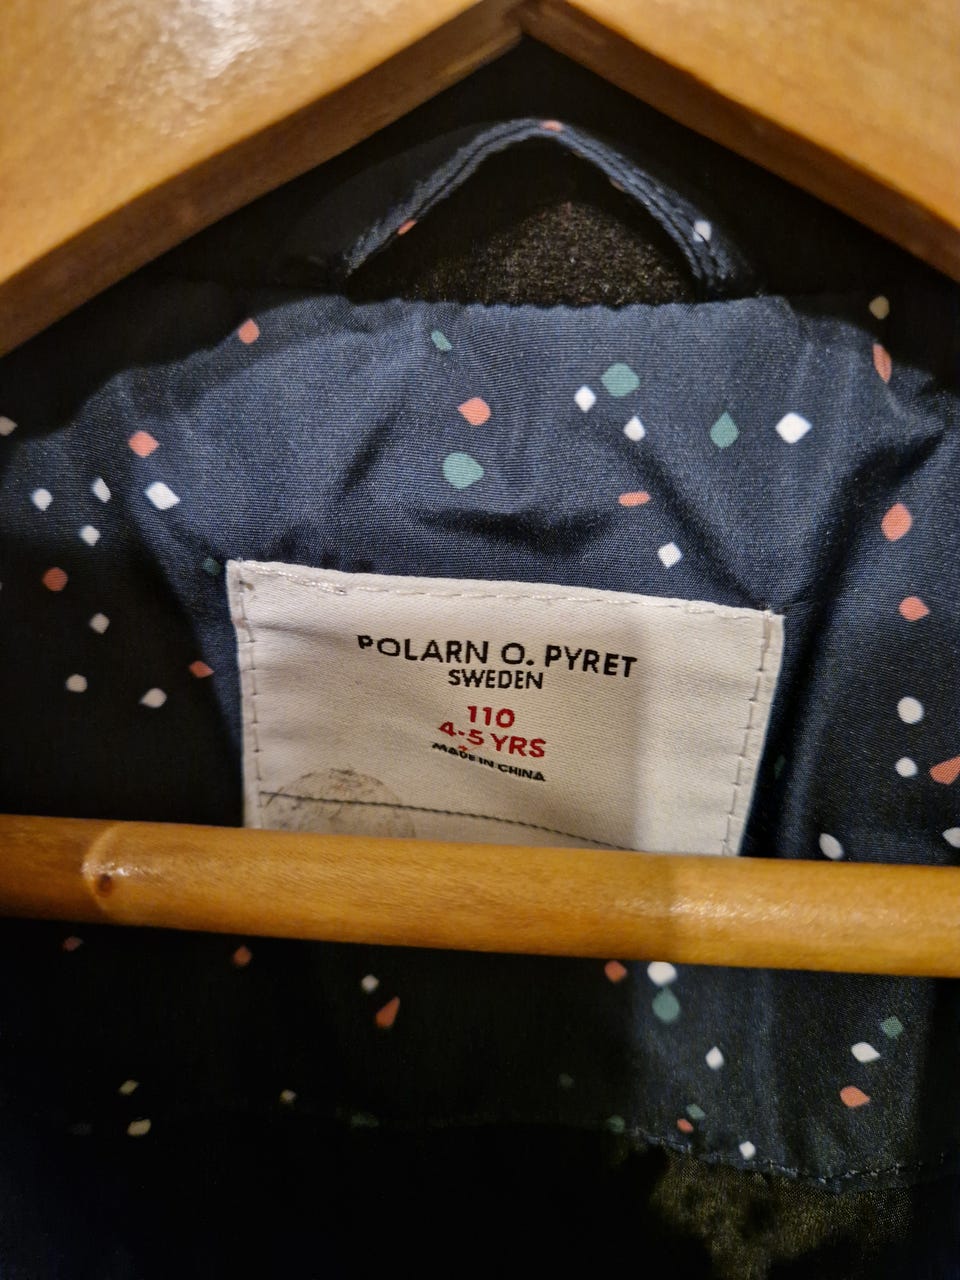 POLARN O. PYRET
SWEDEN
110
4-5 YRS
MADE IN CHINA